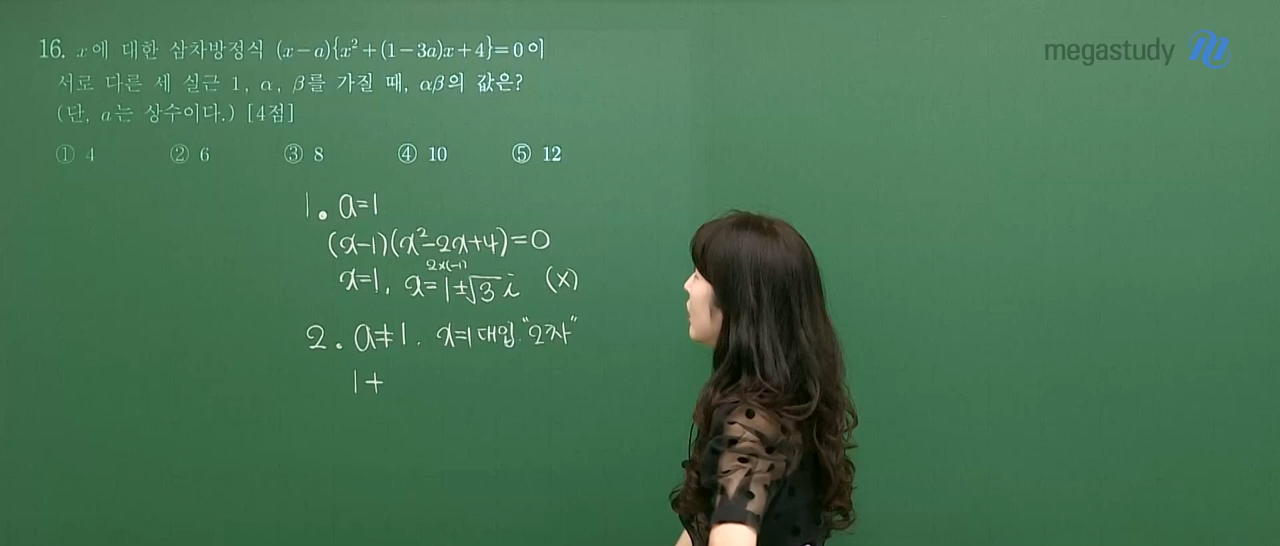 16. x에 대한 삼차방정식 (x-a){x²+(1-3a)x+4}=0이
megastudy
서로 다른 세 실근 1, α, β를 가질 때, αβ의 값은?
(단, a는 상수이다.) [4점]
① 4 ② 6 ③ 8 ④ 10 ⑤ 12
1. a=1
(x-1)(x²-2x+4)=0
2×(-1)
x=1, x=1±√3 i (×)
2. a≠1. x=1 대입. "2차"
1+